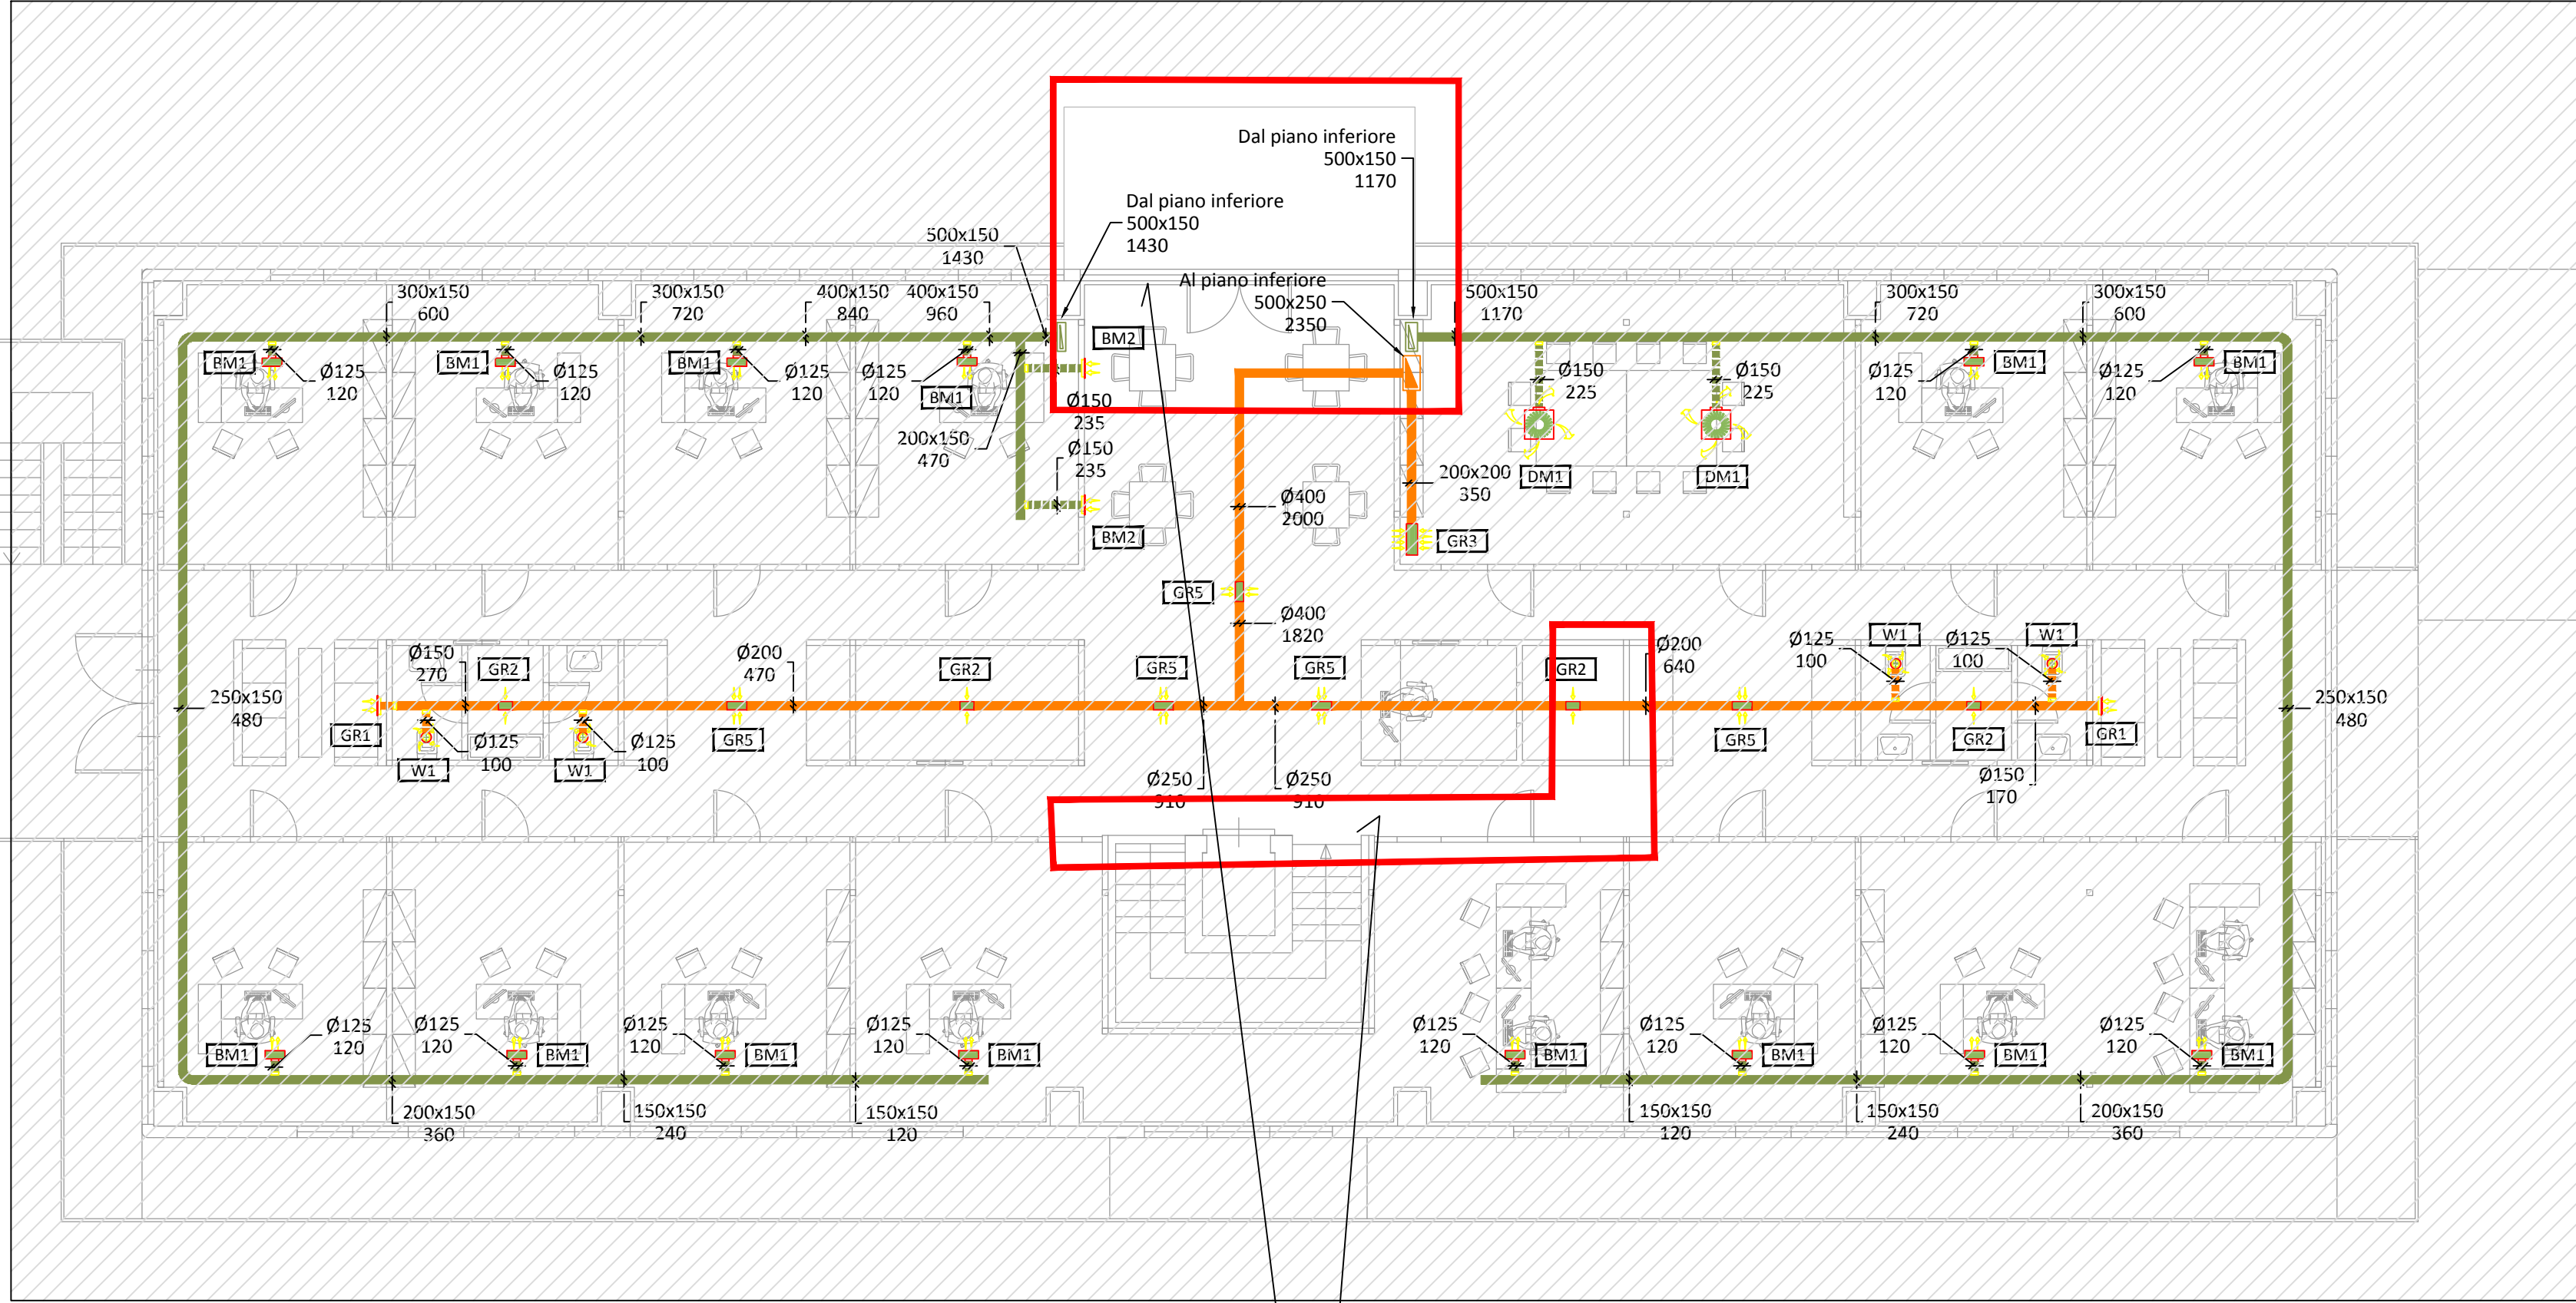 Dal piano inferiore
500x150
1170
Dal piano inferiore
500x150
1430
500x150
1430
Al piano inferiore
500x250
2350
300x150
600
300x150
720
400x150
840
400x150
960
500x150
1170
300x150
720
300x150
600
BM2
BM1
Ø125
120
BM1
Ø125
120
BM1
Ø125
120
Ø125
120
BM1
Ø150
235
200x150
470
Ø150
235
BM2
Ø150
225
Ø150
225
Ø125
120
BM1
Ø125
120
BM1
DM1
DM1
200x200
350
Ø400
2000
GR3
GR5
Ø400
1820
Ø150
270
GR2
Ø200
470
GR2
GR5
GR5
GR2
Ø200
640
Ø125
100
W1
Ø125
100
W1
250x150
480
250x150
480
GR1
Ø125
100
W1
W1
Ø125
100
GR5
Ø250
910
Ø250
910
GR5
GR2
GR1
Ø150
170
BM1
Ø125
120
Ø125
120
BM1
Ø125
120
BM1
Ø125
120
BM1
Ø125
120
BM1
Ø125
120
BM1
Ø125
120
BM1
Ø125
120
BM1
200x150
360
150x150
240
150x150
120
150x150
120
150x150
240
200x150
360